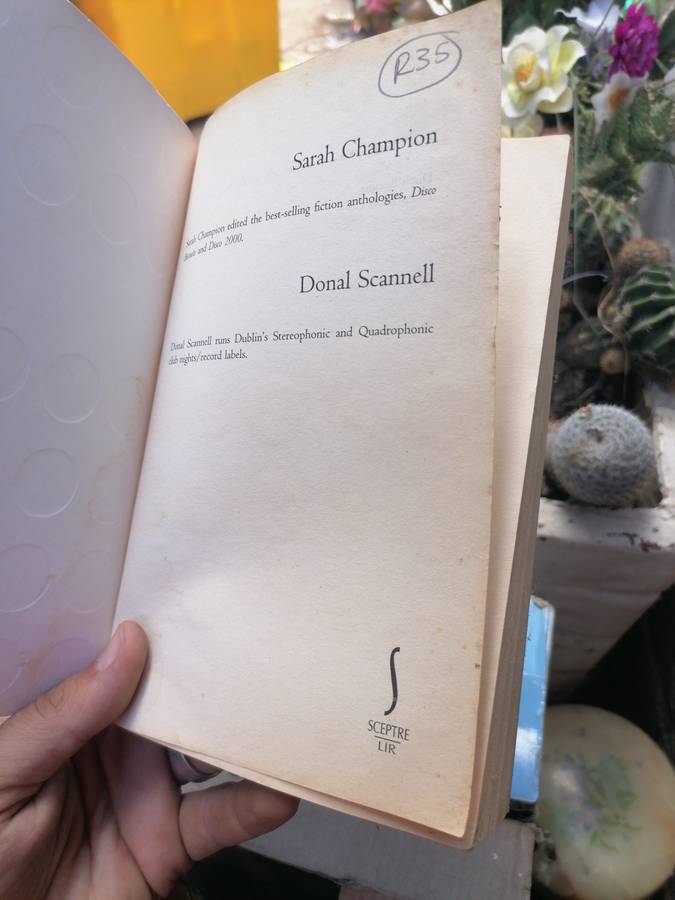 R35
Sarah Champion
Sarah Champion edited the best-selling fiction anthologies, Disco
Biscuits and Disco 2000.
Donal Scannell
Donal Scannell runs Dublin's Stereophonic and Quadrophonic
club nights/record labels.
SCEPTRE
LIR